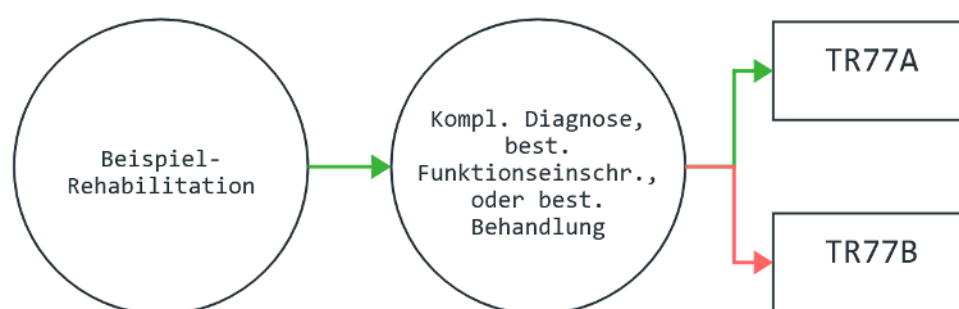 Beispiel-
Rehabilitation
Kompl. Diagnose,
best.
Funktionseinschr.,
oder best.
Behandlung
TR77A
TR77B